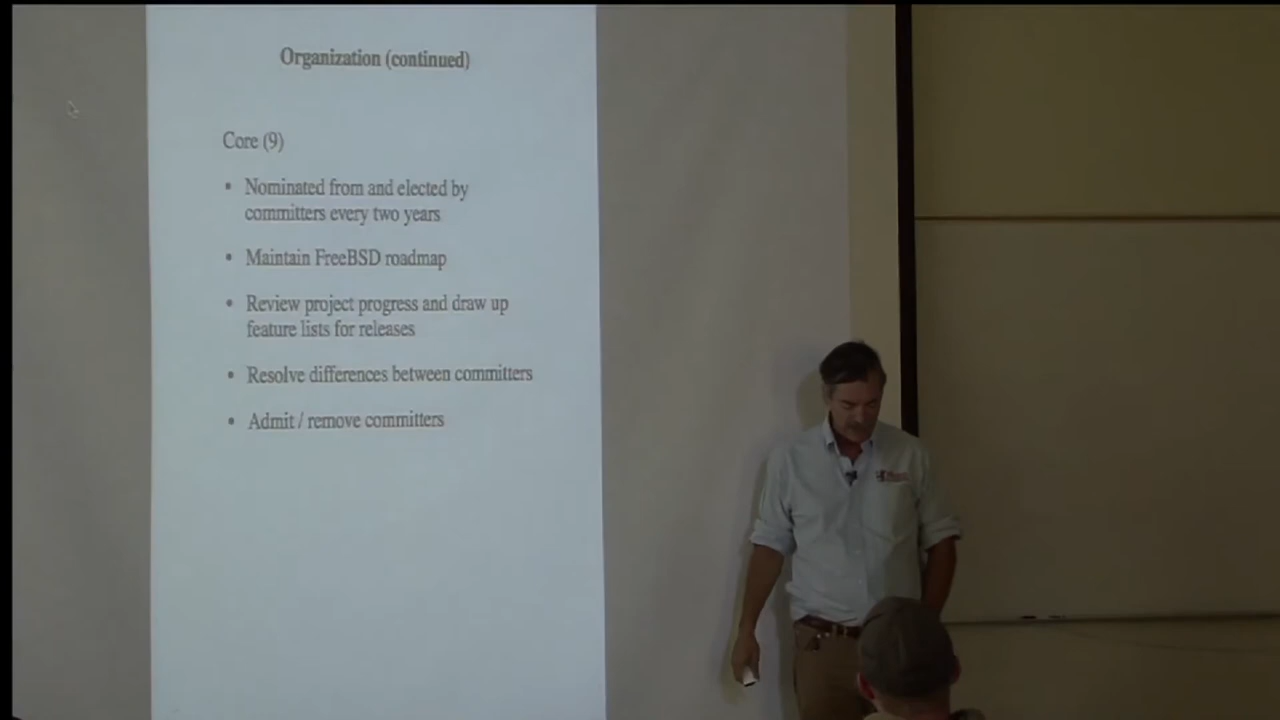 Organization (continued)
Core (9)
• Nominated from and elected by
committers every two years
• Maintain FreeBSD roadmap
• Review project progress and draw up
feature lists for releases
• Resolve differences between committers
• Admit / remove committers